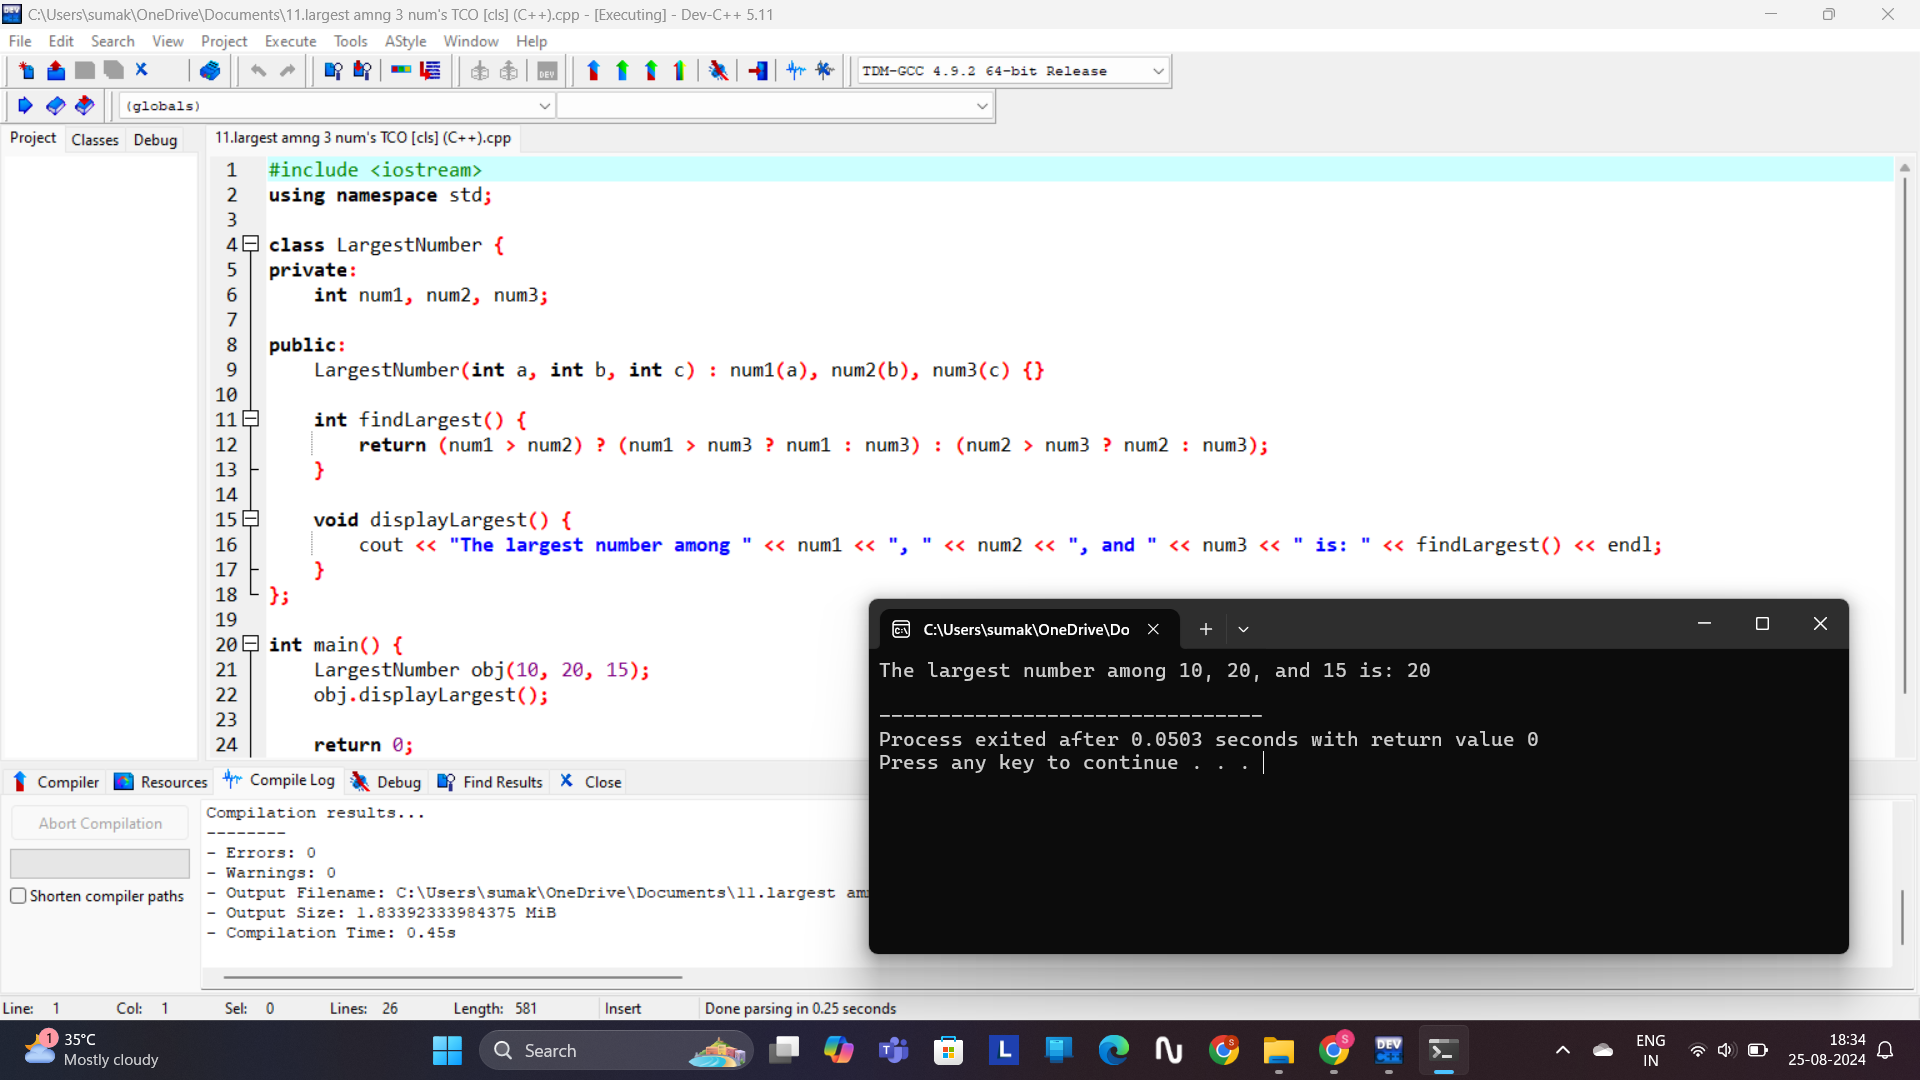 C:\Users\sumak\OneDrive\Documents\11.largest amng 3 num's TCO [cls] (C++).cpp - [Executing] - Dev-C++ 5.11
File Edit Search View Project Execute Tools AStyle Window Help
TDM-GCC 4.9.2 64-bit Release
(globals)
Project Classes Debug
11.largest amng 3 num's TCO [cls] (C++).cpp
1 #include <iostream>
2 using namespace std;
3
4 class LargestNumber {
5 private:
6 int num1, num2, num3;
7
8 public:
9 LargestNumber(int a, int b, int c) : num1(a), num2(b), num3(c) {}
10
11 int findLargest() {
12 return (num1 > num2) ? (num1 > num3 ? num1 : num3) : (num2 > num3 ? num2 : num3);
13 }
14
15 void displayLargest() {
16 cout << "The largest number among " << num1 << ", " << num2 << ", and " << num3 << " is: " << findLargest() << endl;
17 }
18 };
19
20 int main() {
21 LargestNumber obj(10, 20, 15);
22 obj.displayLargest();
23
24 return 0;
C:\Users\sumak\OneDrive\Do
The largest number among 10, 20, and 15 is: 20
--------------------------------
Process exited after 0.0503 seconds with return value 0
Press any key to continue . . .
Compiler Resources Compile Log Debug Find Results Close
Abort Compilation
Shorten compiler paths
Compilation results...
--------
- Errors: 0
- Warnings: 0
- Output Filename: C:\Users\sumak\OneDrive\Documents\11.largest am
- Output Size: 1.83392333984375 MiB
- Compilation Time: 0.45s
Line: 1 Col: 1 Sel: 0 Lines: 26 Length: 581 Insert Done parsing in 0.25 seconds
1
35°C
Mostly cloudy
Search
ENG
IN
18:34
25-08-2024